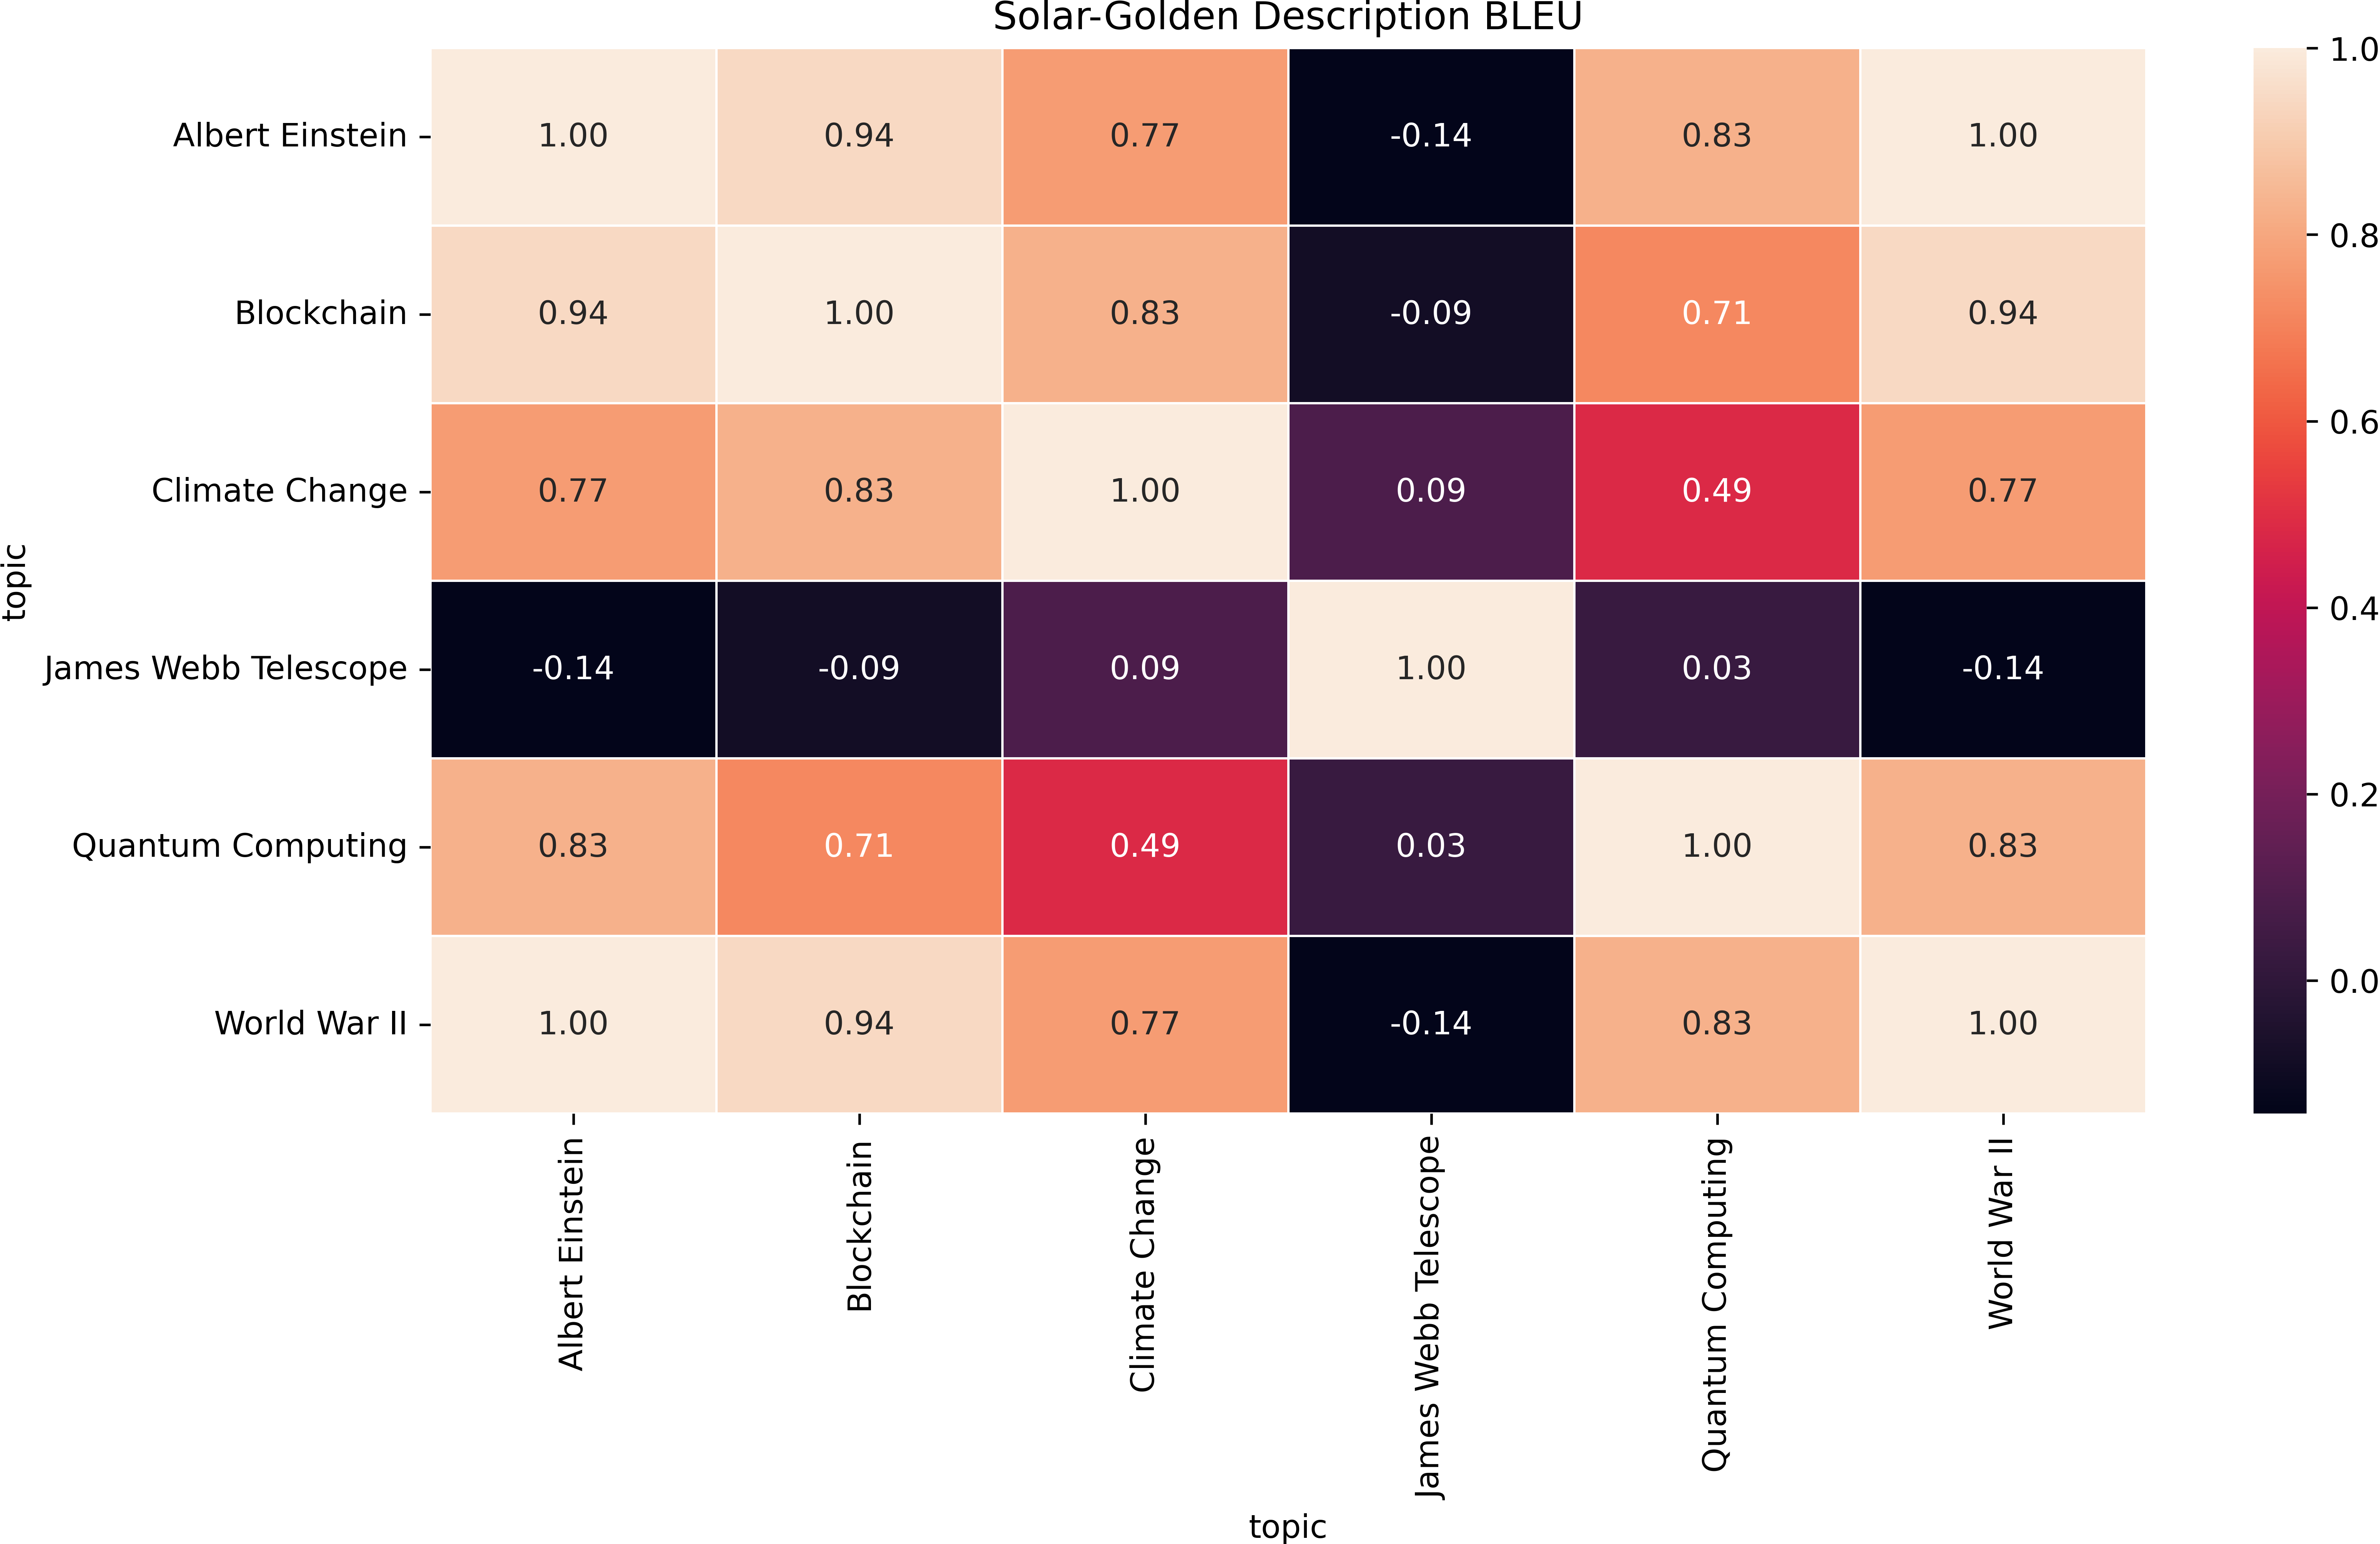 Solar-Golden Description BLEU
Albert Einstein 1.00 0.94 0.77 -0.14 0.83 1.00
Blockchain 0.94 1.00 0.83 -0.09 0.71 0.94
Climate Change 0.77 0.83 1.00 0.09 0.49 0.77
James Webb Telescope -0.14 -0.09 0.09 1.00 0.03 -0.14
Quantum Computing 0.83 0.71 0.49 0.03 1.00 0.83
World War II 1.00 0.94 0.77 -0.14 0.83 1.00
topic
Albert Einstein
Blockchain
Climate Change
James Webb Telescope
Quantum Computing
World War II
topic
1.0
0.8
0.6
0.4
0.2
0.0